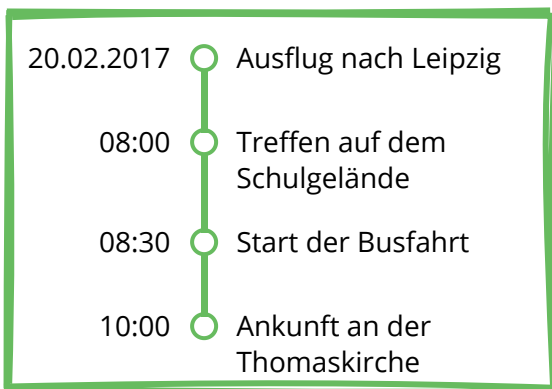 20.02.2017 Ausflug nach Leipzig
08:00 Treffen auf dem
Schulgelände
08:30 Start der Busfahrt
10:00 Ankunft an der
Thomaskirche